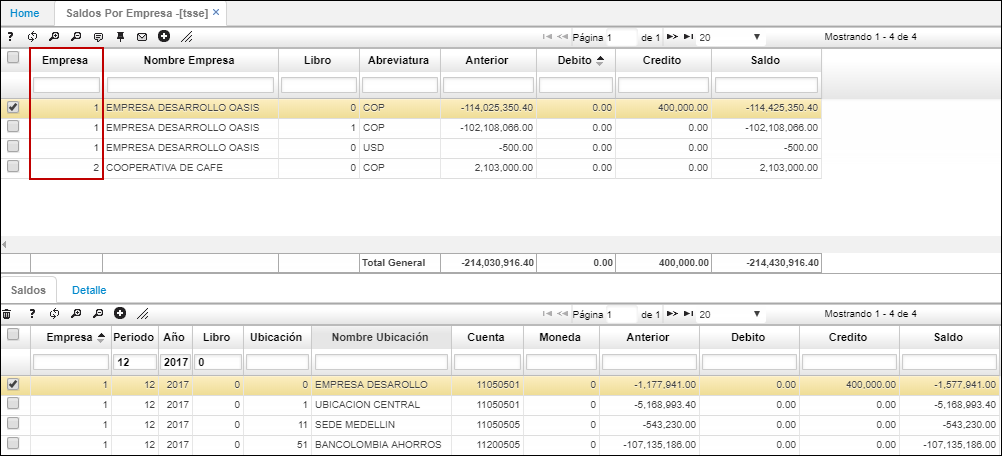 Home Saldos Por Empresa -[tsse] ✕
? Página 1 de 1 20 Mostrando 1 - 4 de 4
Empresa Nombre Empresa Libro Abreviatura Anterior Debito Credito Saldo
1 EMPRESA DESARROLLO OASIS 0 COP -114,025,350.40 0.00 400,000.00 -114,425,350.40
1 EMPRESA DESARROLLO OASIS 1 COP -102,108,066.00 0.00 0.00 -102,108,066.00
1 EMPRESA DESARROLLO OASIS 0 USD -500.00 0.00 0.00 -500.00
2 COOPERATIVA DE CAFE 0 COP 2,103,000.00 0.00 0.00 2,103,000.00
Total General -214,030,916.40 0.00 400,000.00 -214,430,916.40
Saldos Detalle
? Página 1 de 1 20 Mostrando 1 - 4 de 4
Empresa Periodo Año Libro Ubicación Nombre Ubicación Cuenta Moneda Anterior Debito Credito Saldo
12 2017 0
1 12 2017 0 0 EMPRESA DESAROLLO 11050501 0 -1,177,941.00 0.00 400,000.00 -1,577,941.00
1 12 2017 0 1 UBICACION CENTRAL 11050501 0 -5,168,993.40 0.00 0.00 -5,168,993.40
1 12 2017 0 11 SEDE MEDELLIN 11050505 0 -543,230.00 0.00 0.00 -543,230.00
1 12 2017 0 51 BANCOLOMBIA AHORROS 11200505 0 -107,135,186.00 0.00 0.00 -107,135,186.00